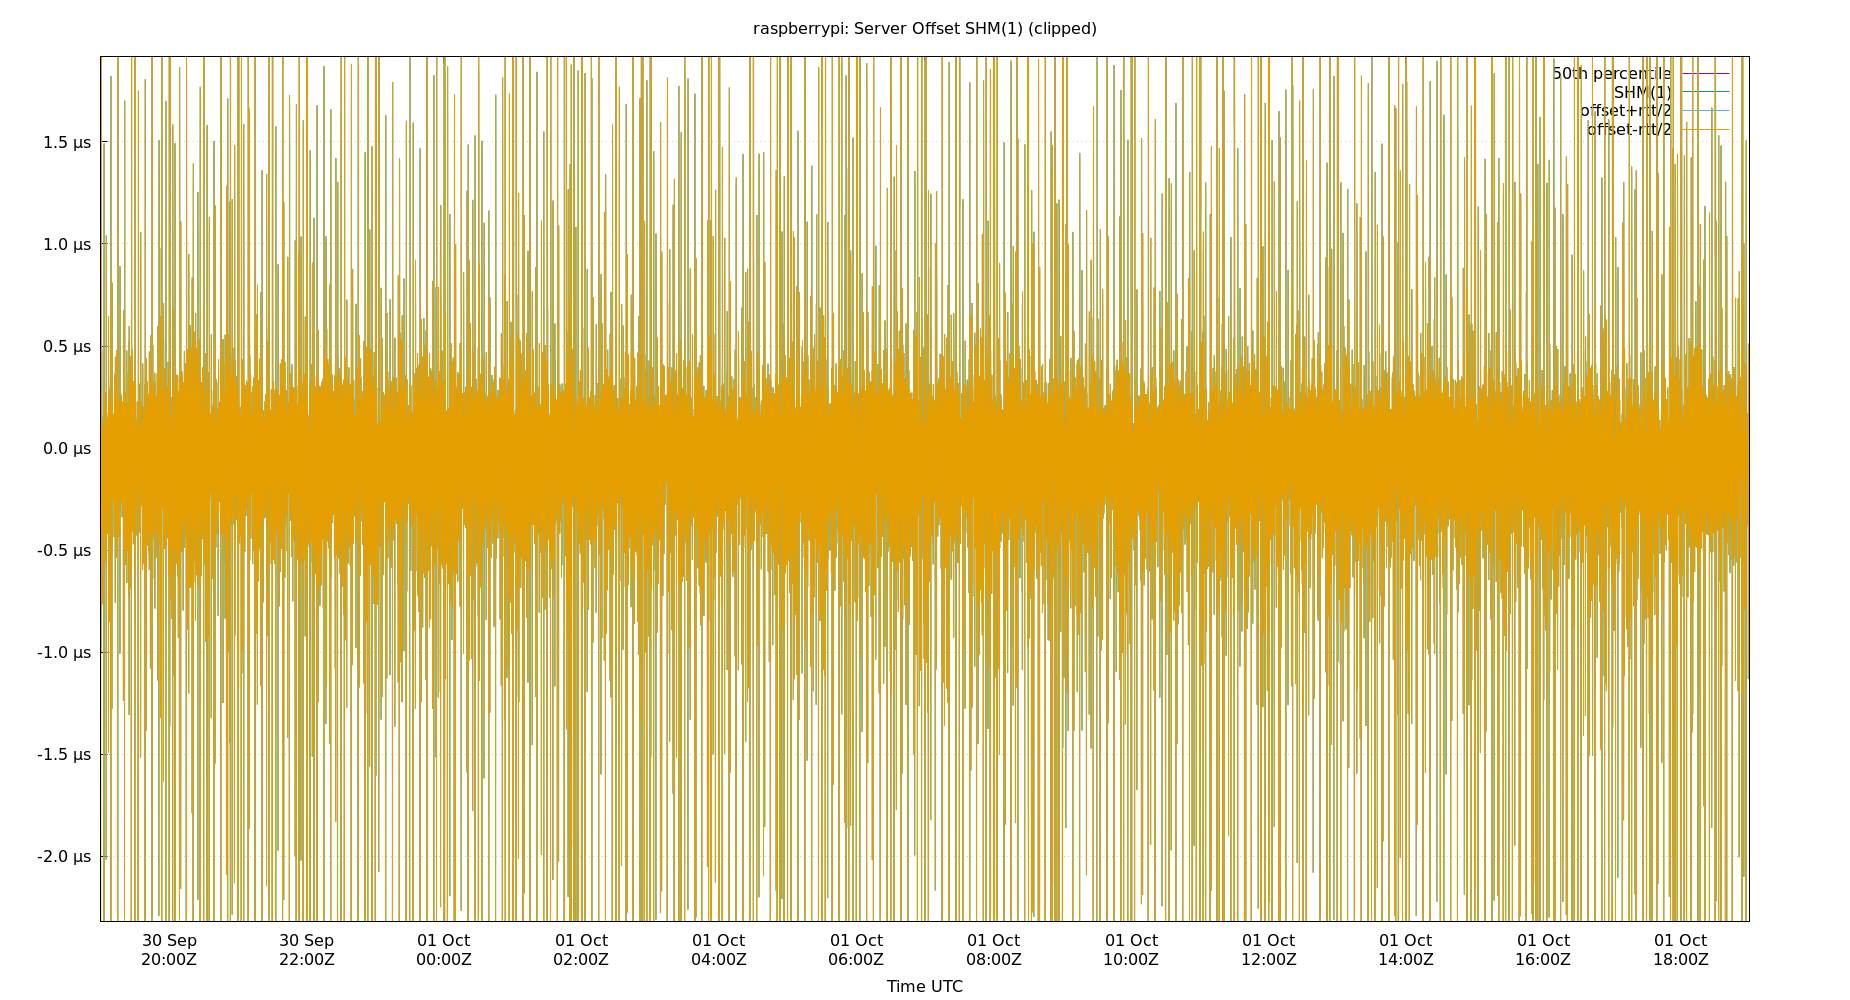 raspberrypi: Server Offset SHM(1) (clipped)
50th percentile
SHM(1)
offset+rtt/2
offset-rtt/2
1.5 µs
1.0 µs
0.5 µs
0.0 µs
-0.5 µs
-1.0 µs
-1.5 µs
-2.0 µs
30 Sep 30 Sep 01 Oct 01 Oct 01 Oct 01 Oct 01 Oct 01 Oct 01 Oct 01 Oct 01 Oct 01 Oct
20:00Z 22:00Z 00:00Z 02:00Z 04:00Z 06:00Z 08:00Z 10:00Z 12:00Z 14:00Z 16:00Z 18:00Z
Time UTC